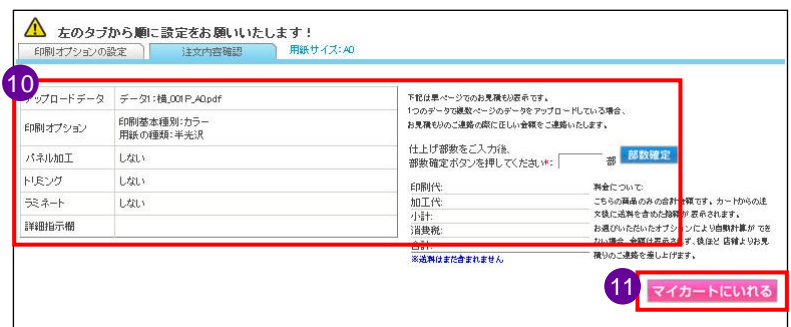 左のタブから順に設定をお願いいたします！
印刷オプションの設定
注文内容確認
用紙サイズ:A0
10
アップロードデータ
データ1:横_001P_A0.pdf
印刷オプション
印刷基本種別:カラー
用紙の種類:半光沢
パネル加工
しない
トリミング
しない
ラミネート
しない
詳細指示欄
下記は単ページでのお見積もり表示です。
1つのデータで複数ページのデータをアップロードしている場合、
お見積もりのご連絡の際に正しい金額をご連絡いたします。
仕上げ部数をご入力後、
部数確定ボタンを押してください*:
部
部数確定
印刷代:
加工代:
小計:
消費税:
合計:
※送料はまだ含まれません
料金について:
こちらの商品のみの合計金額です。カートからの注
文後に送料を含めた総額が表示されます。
お選びいただいたオプションにより自動計算ができ
ない場合、金額は表示されず、後ほど店舗よりお見
積りのご連絡を差し上げます。
11
マイカートにいれる